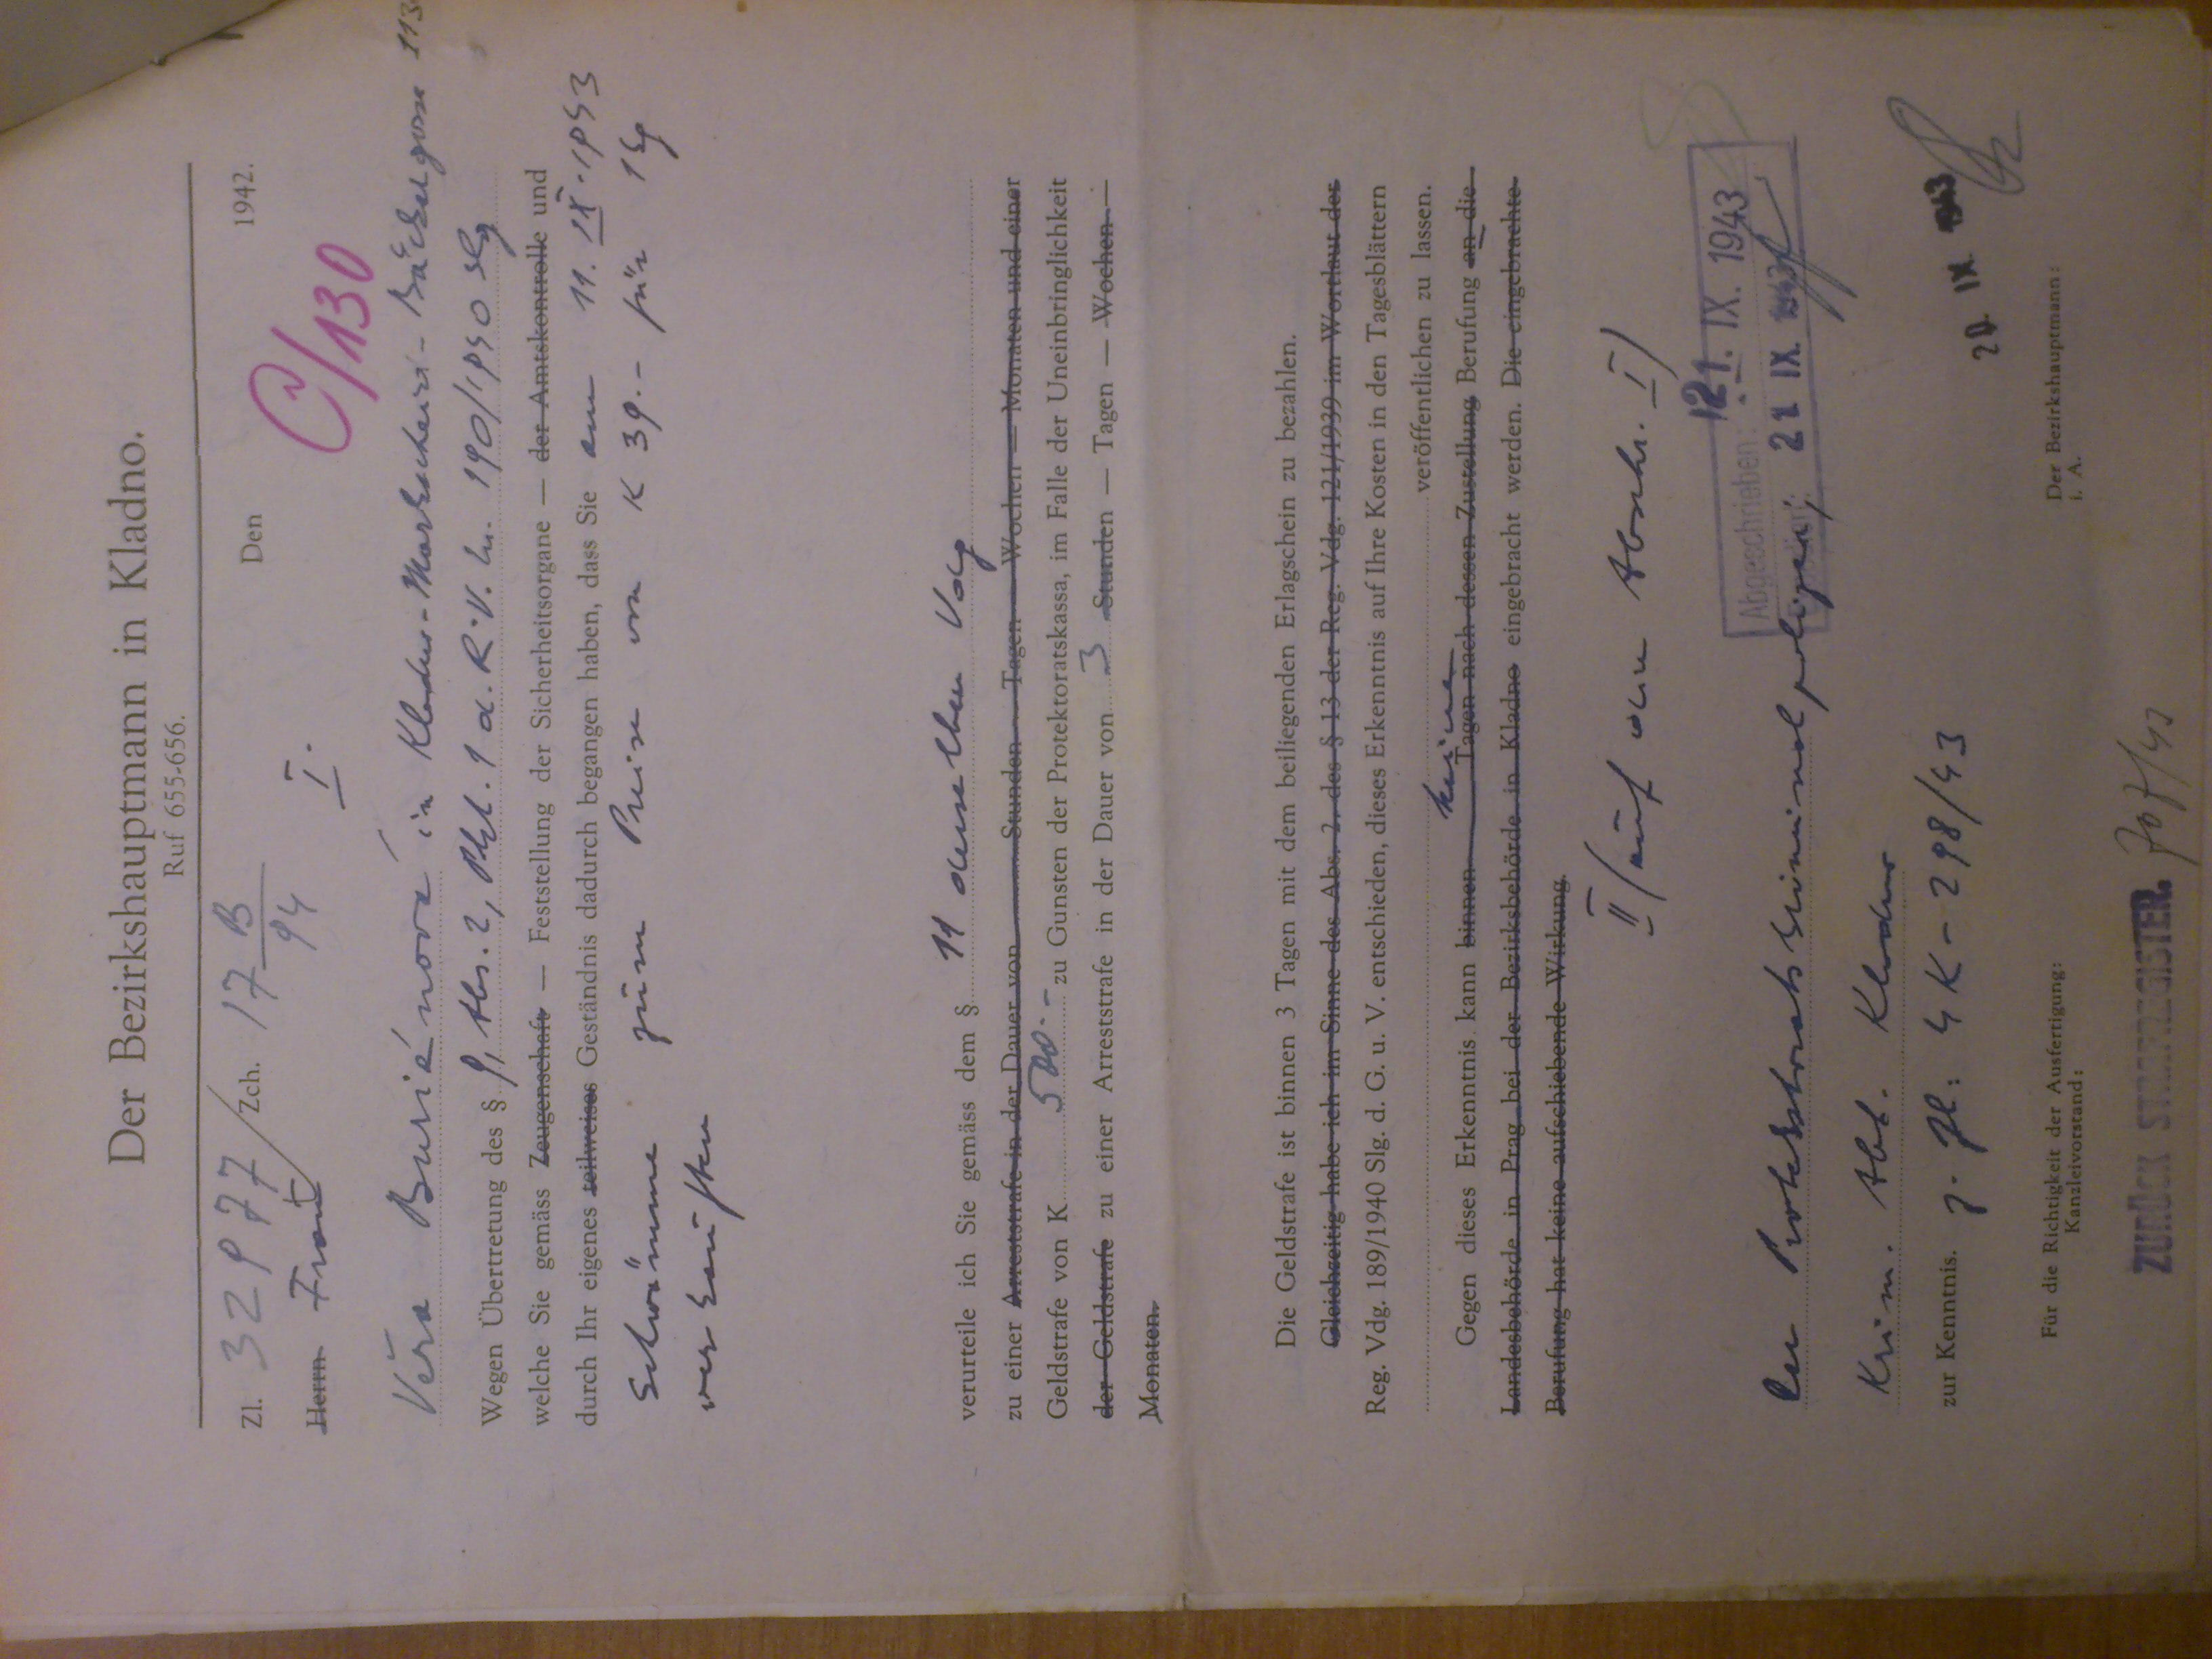 Der Bezirkshauptmann in Kladno.
Ruf 655-656.
Zl. 32977/Zch. 17 B/94 Den 1942.
Herrn Frau I. C/130
Věra Buriánová in Kladno- Bäckergasse 113
Wegen Übertretung des § 9, Abs. 2, Pkt. 1 d. R.V. Nr. 190/1940 Slg
welche Sie gemäss Zeugenschaft — Feststellung der Sicherheitsorgane — der Amtskontrolle und
durch Ihr eigenes teilweises Geständnis dadurch begangen haben, dass Sie am 11. IX. 1943
Schwämme zum Preise von K 39.- für 1 kg
verkauften
verurteile ich Sie gemäss dem § 11 derselben Vdg
zu einer Arreststrafe in der Dauer von Stunden — Tagen — Wochen — Monaten und einer
Geldstrafe von K 500.- zu Gunsten der Protektoratskassa, im Falle der Uneinbringlichkeit
der Geldstrafe zu einer Arreststrafe in der Dauer von 3 Stunden — Tagen — Wochen —
Monaten.
Die Geldstrafe ist binnen 3 Tagen mit dem beiliegenden Erlagschein zu bezahlen.
Gleichzeitig habe ich im Sinne des Abs. 2. des § 13 der Reg. Vdg. 121/1939 im Wortlaut der
Reg. Vdg. 189/1940 Slg. d. G. u. V. entschieden, dieses Erkenntnis auf Ihre Kosten in den Tagesblättern
veröffentlichen zu lassen.
keine
Gegen dieses Erkenntnis kann binnen Tagen nach dessen Zustellung Berufung an die
Landesbehörde in Prag bei der Bezirksbehörde in Kladno eingebracht werden. Die eingebrachte
Berufung hat keine aufschiebende Wirkung.
II (auf die Abschr. I)
Abgeschrieben: 21. IX. 1943
Der Protektoratskriminalpolizei, 21 IX. 1943
Krim. Abt. Kladno
zur Kenntnis. z. Zl: 4 K - 298/43
20. IX. 1943
Für die Richtigkeit der Ausfertigung:
Kanzleivorstand:
Der Bezirkshauptmann:
i. A.
ZURÜCK STRAFREGISTER. 707/43